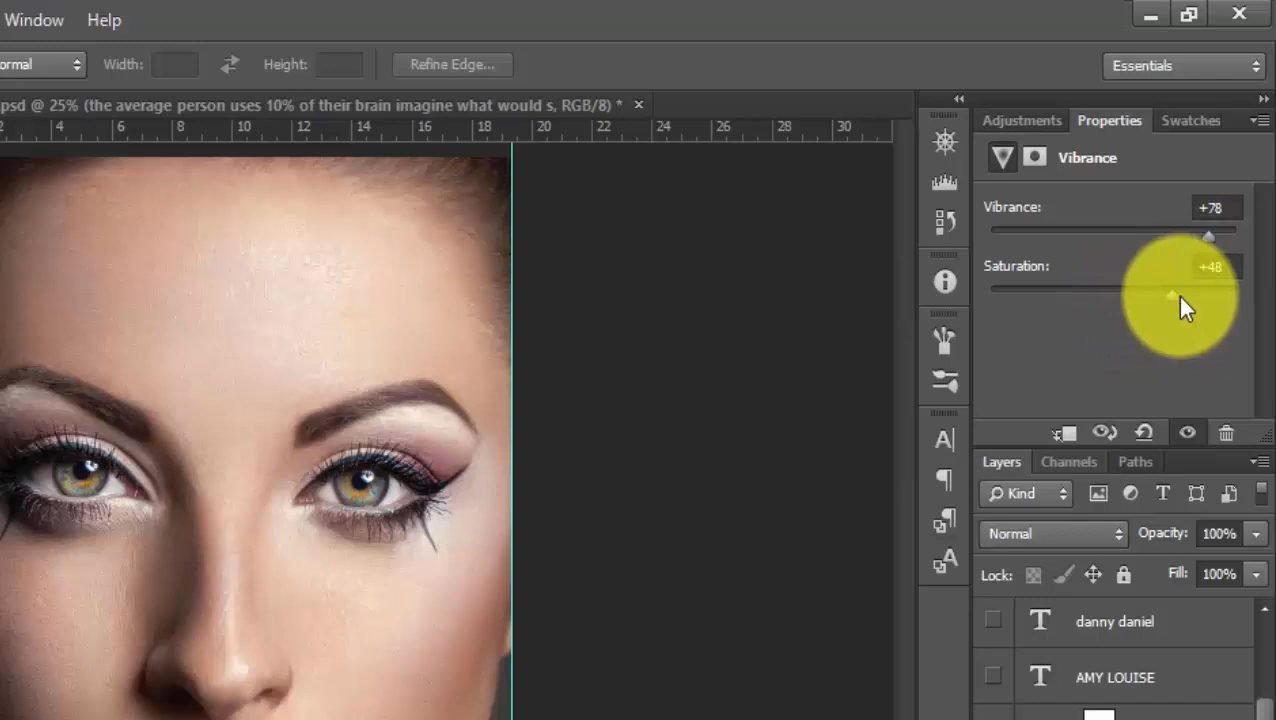 Window Help
ormal Width: Height: Refine Edge... Essentials
psd @ 25% (the average person uses 10% of their brain imagine what would s, RGB/8) * ×
2 4 6 8 10 12 14 16 18 20 22 24 26 28 30
Adjustments Properties Swatches
Vibrance
Vibrance: +78
Saturation: +48
Layers Channels Paths
Kind
Normal Opacity: 100%
Lock: Fill: 100%
danny daniel
AMY LOUISE